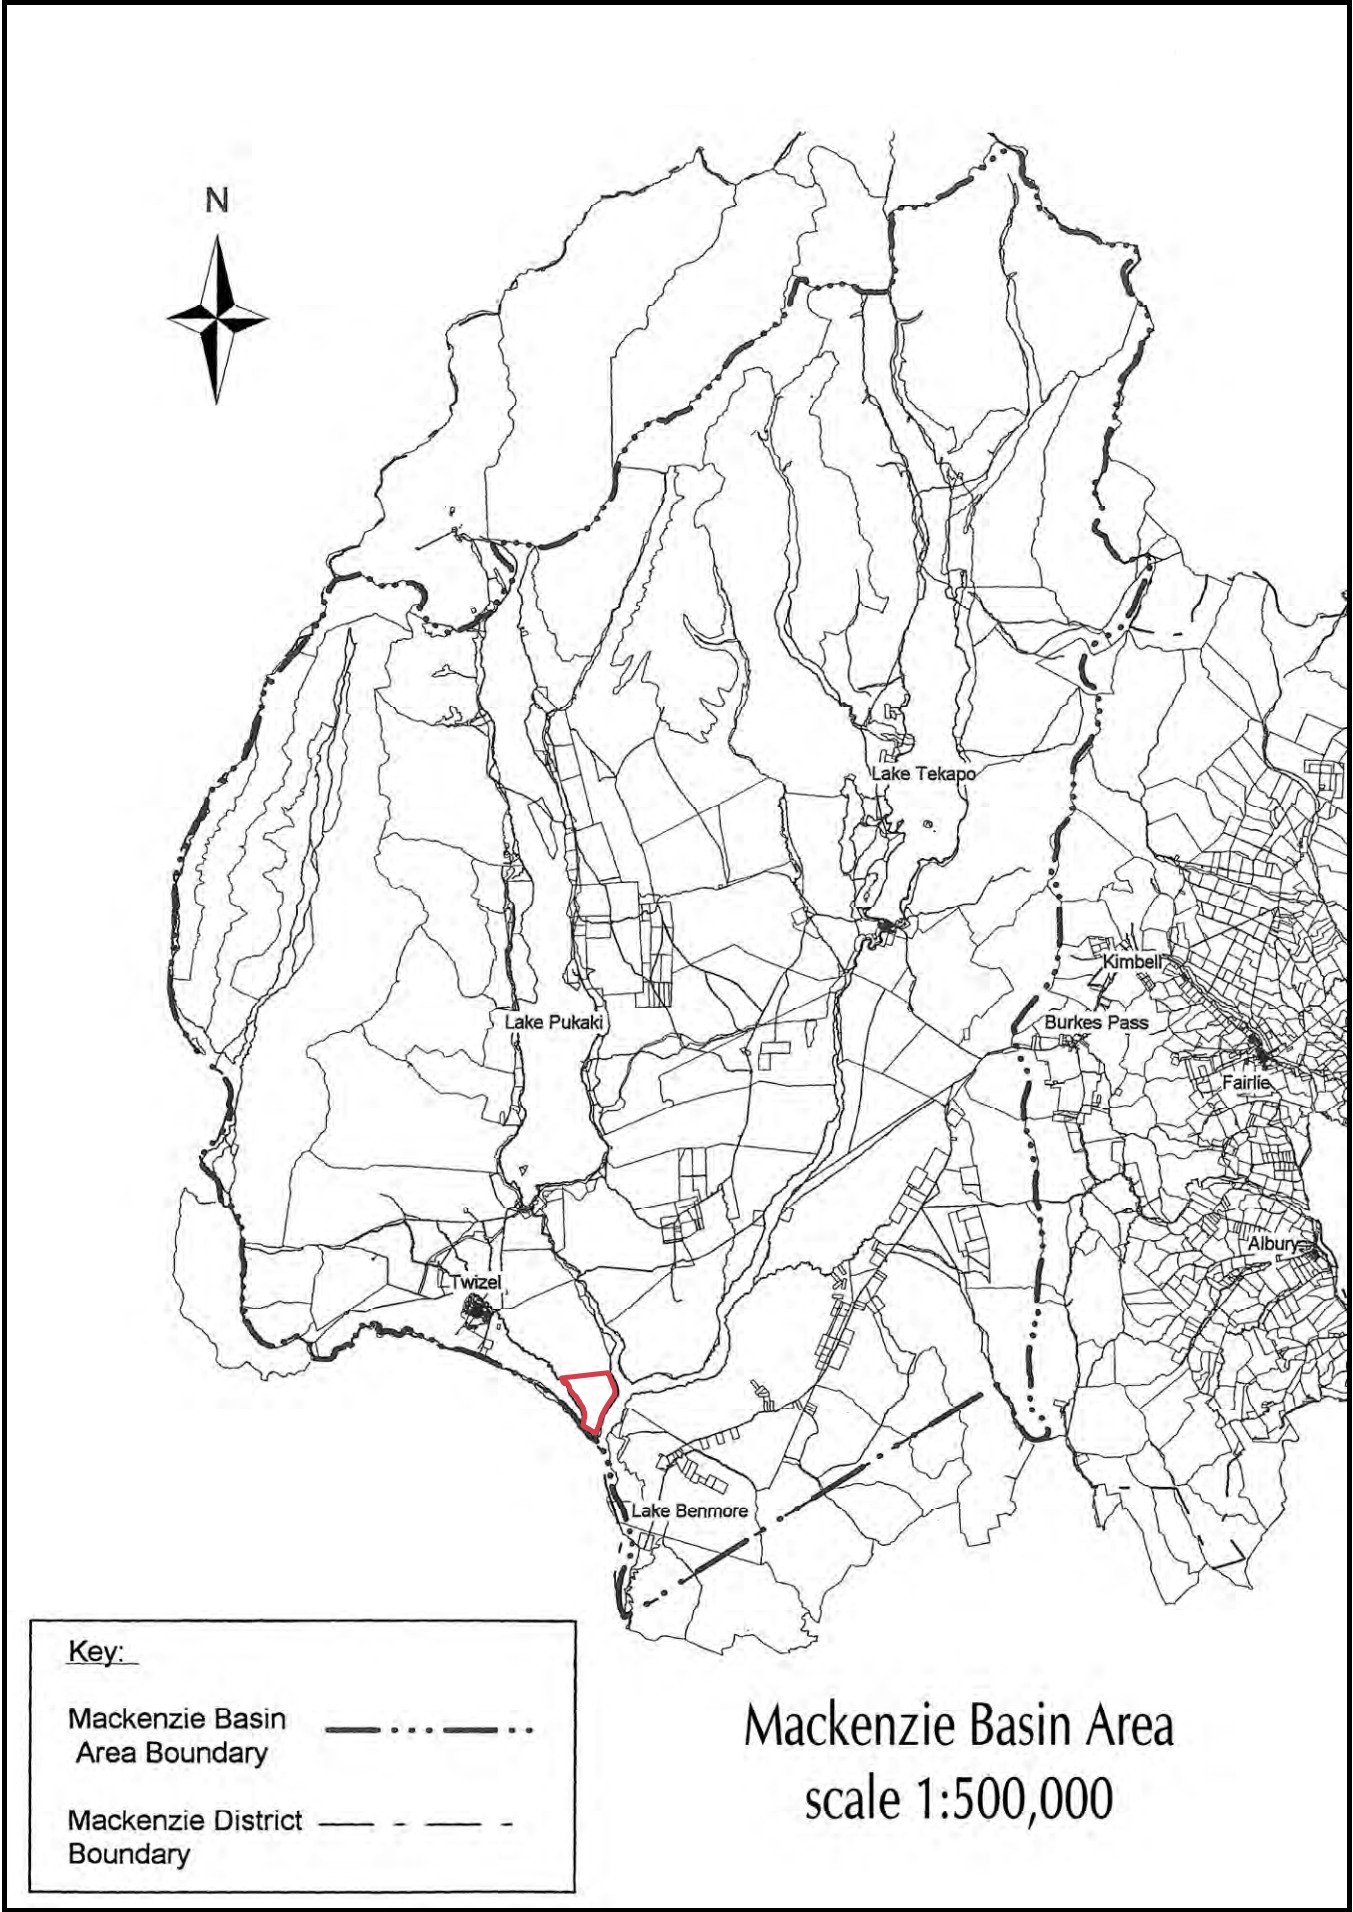 N
Lake Tekapo
Kimbell
Lake Pukaki
Burkes Pass
Fairlie
Albury
Twizel
Lake Benmore
Key:
Mackenzie Basin
Area Boundary
Mackenzie District
Boundary
Mackenzie Basin Area
scale 1:500,000